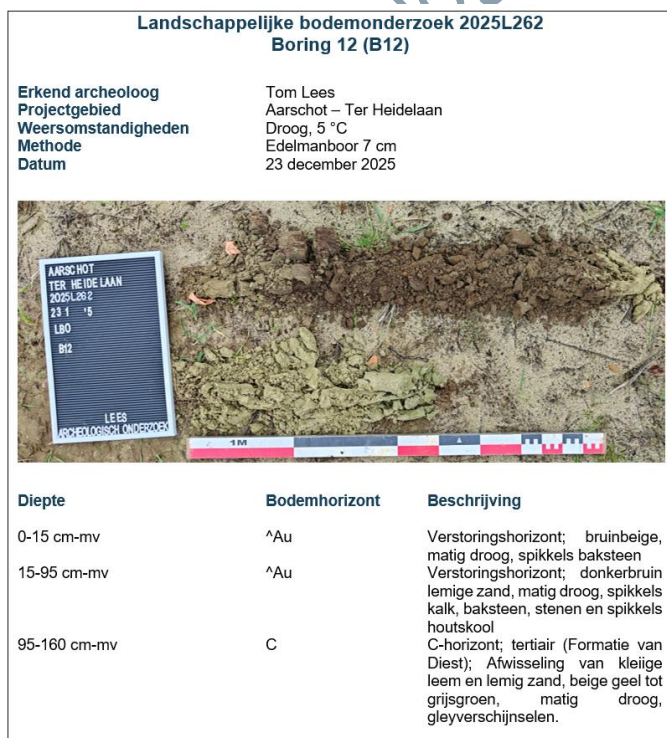 Landschappelijke bodemonderzoek 2025L262
Boring 12 (B12)
Erkend archeoloog Tom Lees
Projectgebied Aarschot – Ter Heidelaan
Weersomstandigheden Droog, 5 °C
Methode Edelmanboor 7 cm
Datum 23 december 2025
AARSCHOT
TER HEIDELAAN
2025L262
231 '5
LBO
B12
LEES
ARCHEOLOGISCH ONDERZOEK
1M
Diepte Bodemhorizont Beschrijving
0-15 cm-mv ^Au Verstoringshorizont; bruinbeige,
matig droog, spikkels baksteen
15-95 cm-mv ^Au Verstoringshorizont; donkerbruin
lemige zand, matig droog, spikkels
kalk, baksteen, stenen en spikkels
houtskool
95-160 cm-mv C C-horizont; tertiair (Formatie van
Diest); Afwisseling van kleiige
leem en lemig zand, beige geel tot
grijsgroen, matig droog,
gleyverschijnselen.